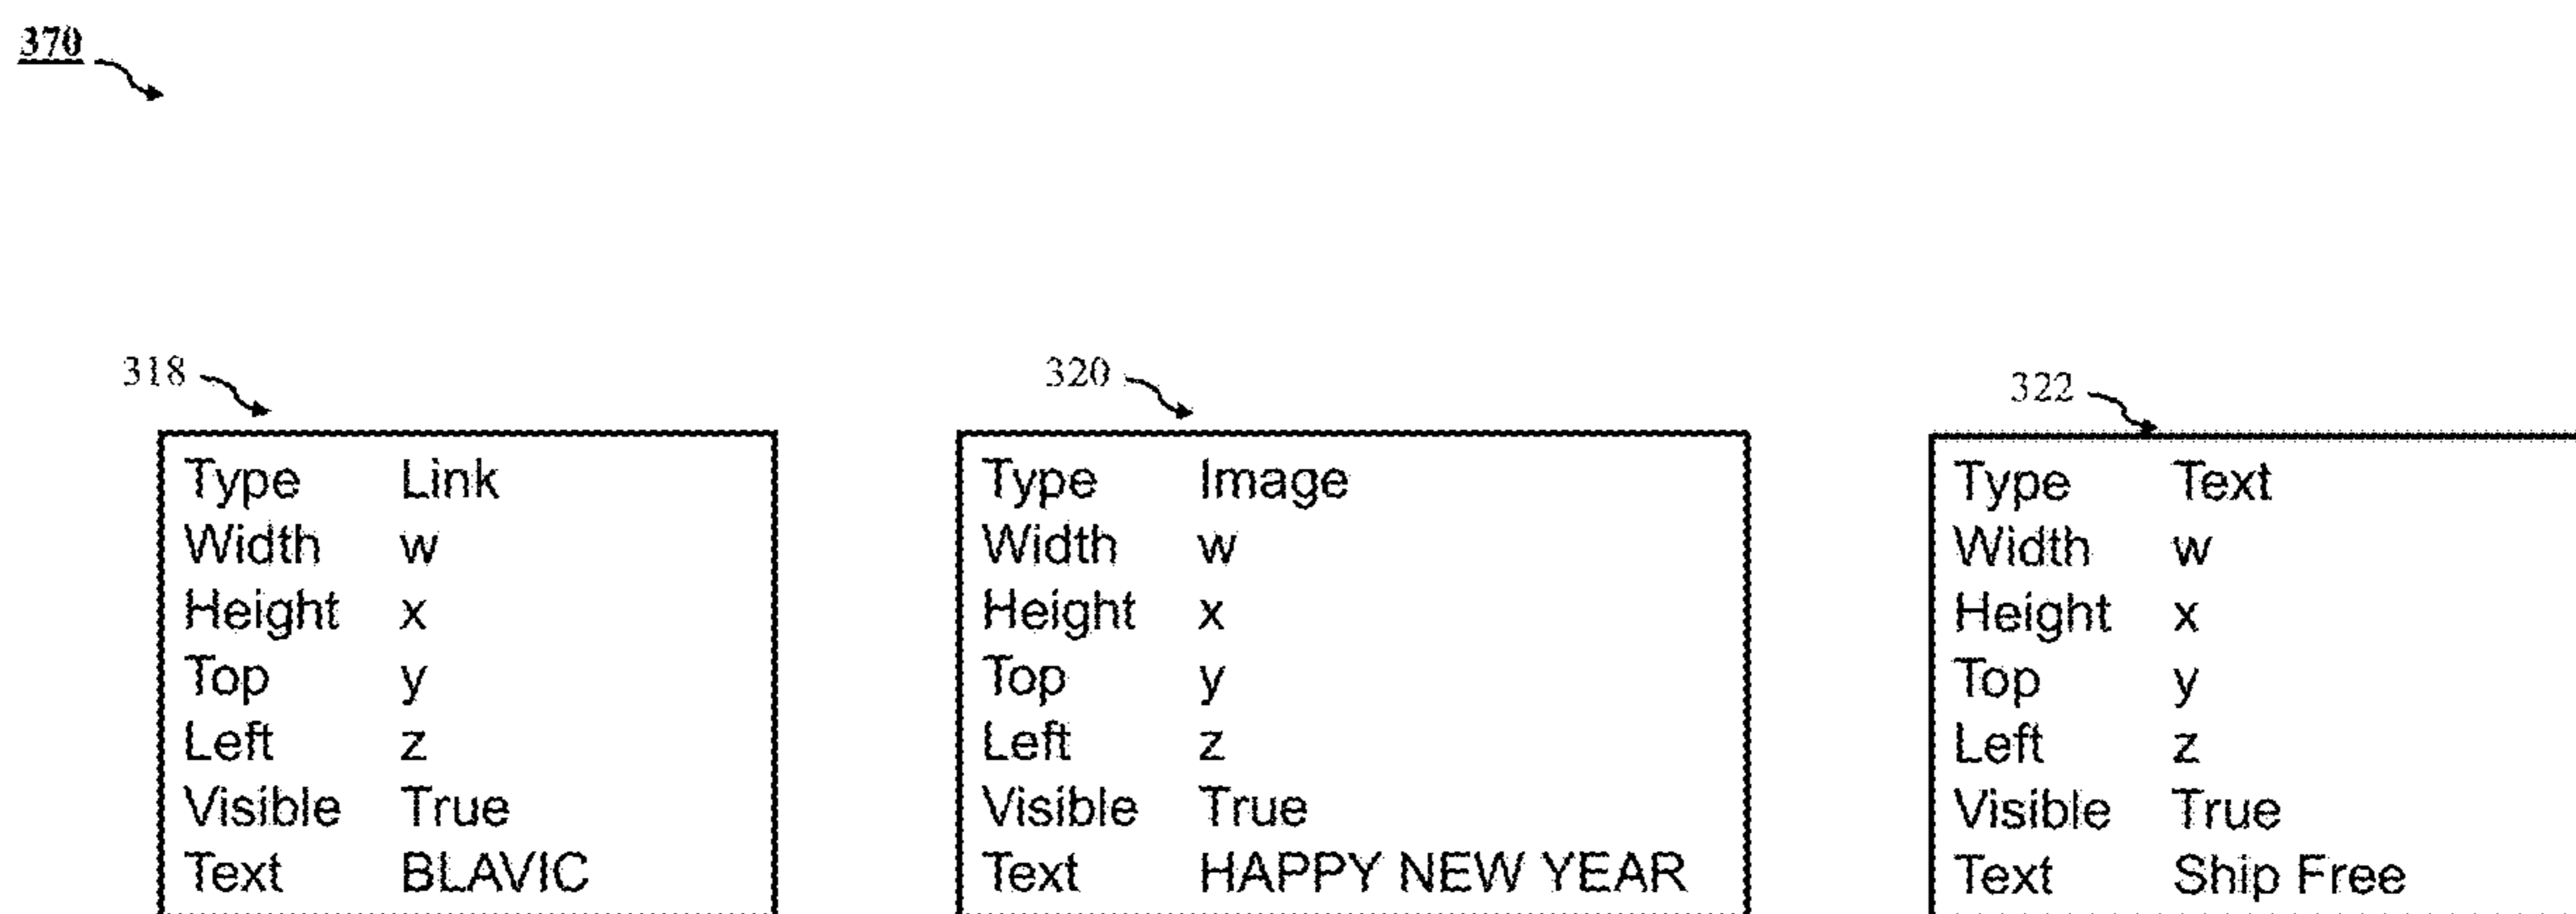 370
318
320
322
Type Link
Width w
Height x
Top y
Left z
Visible True
Text BLAVIC
Type Image
Width w
Height x
Top y
Left z
Visible True
Text HAPPY NEW YEAR
Type Text
Width w
Height x
Top y
Left z
Visible True
Text Ship Free